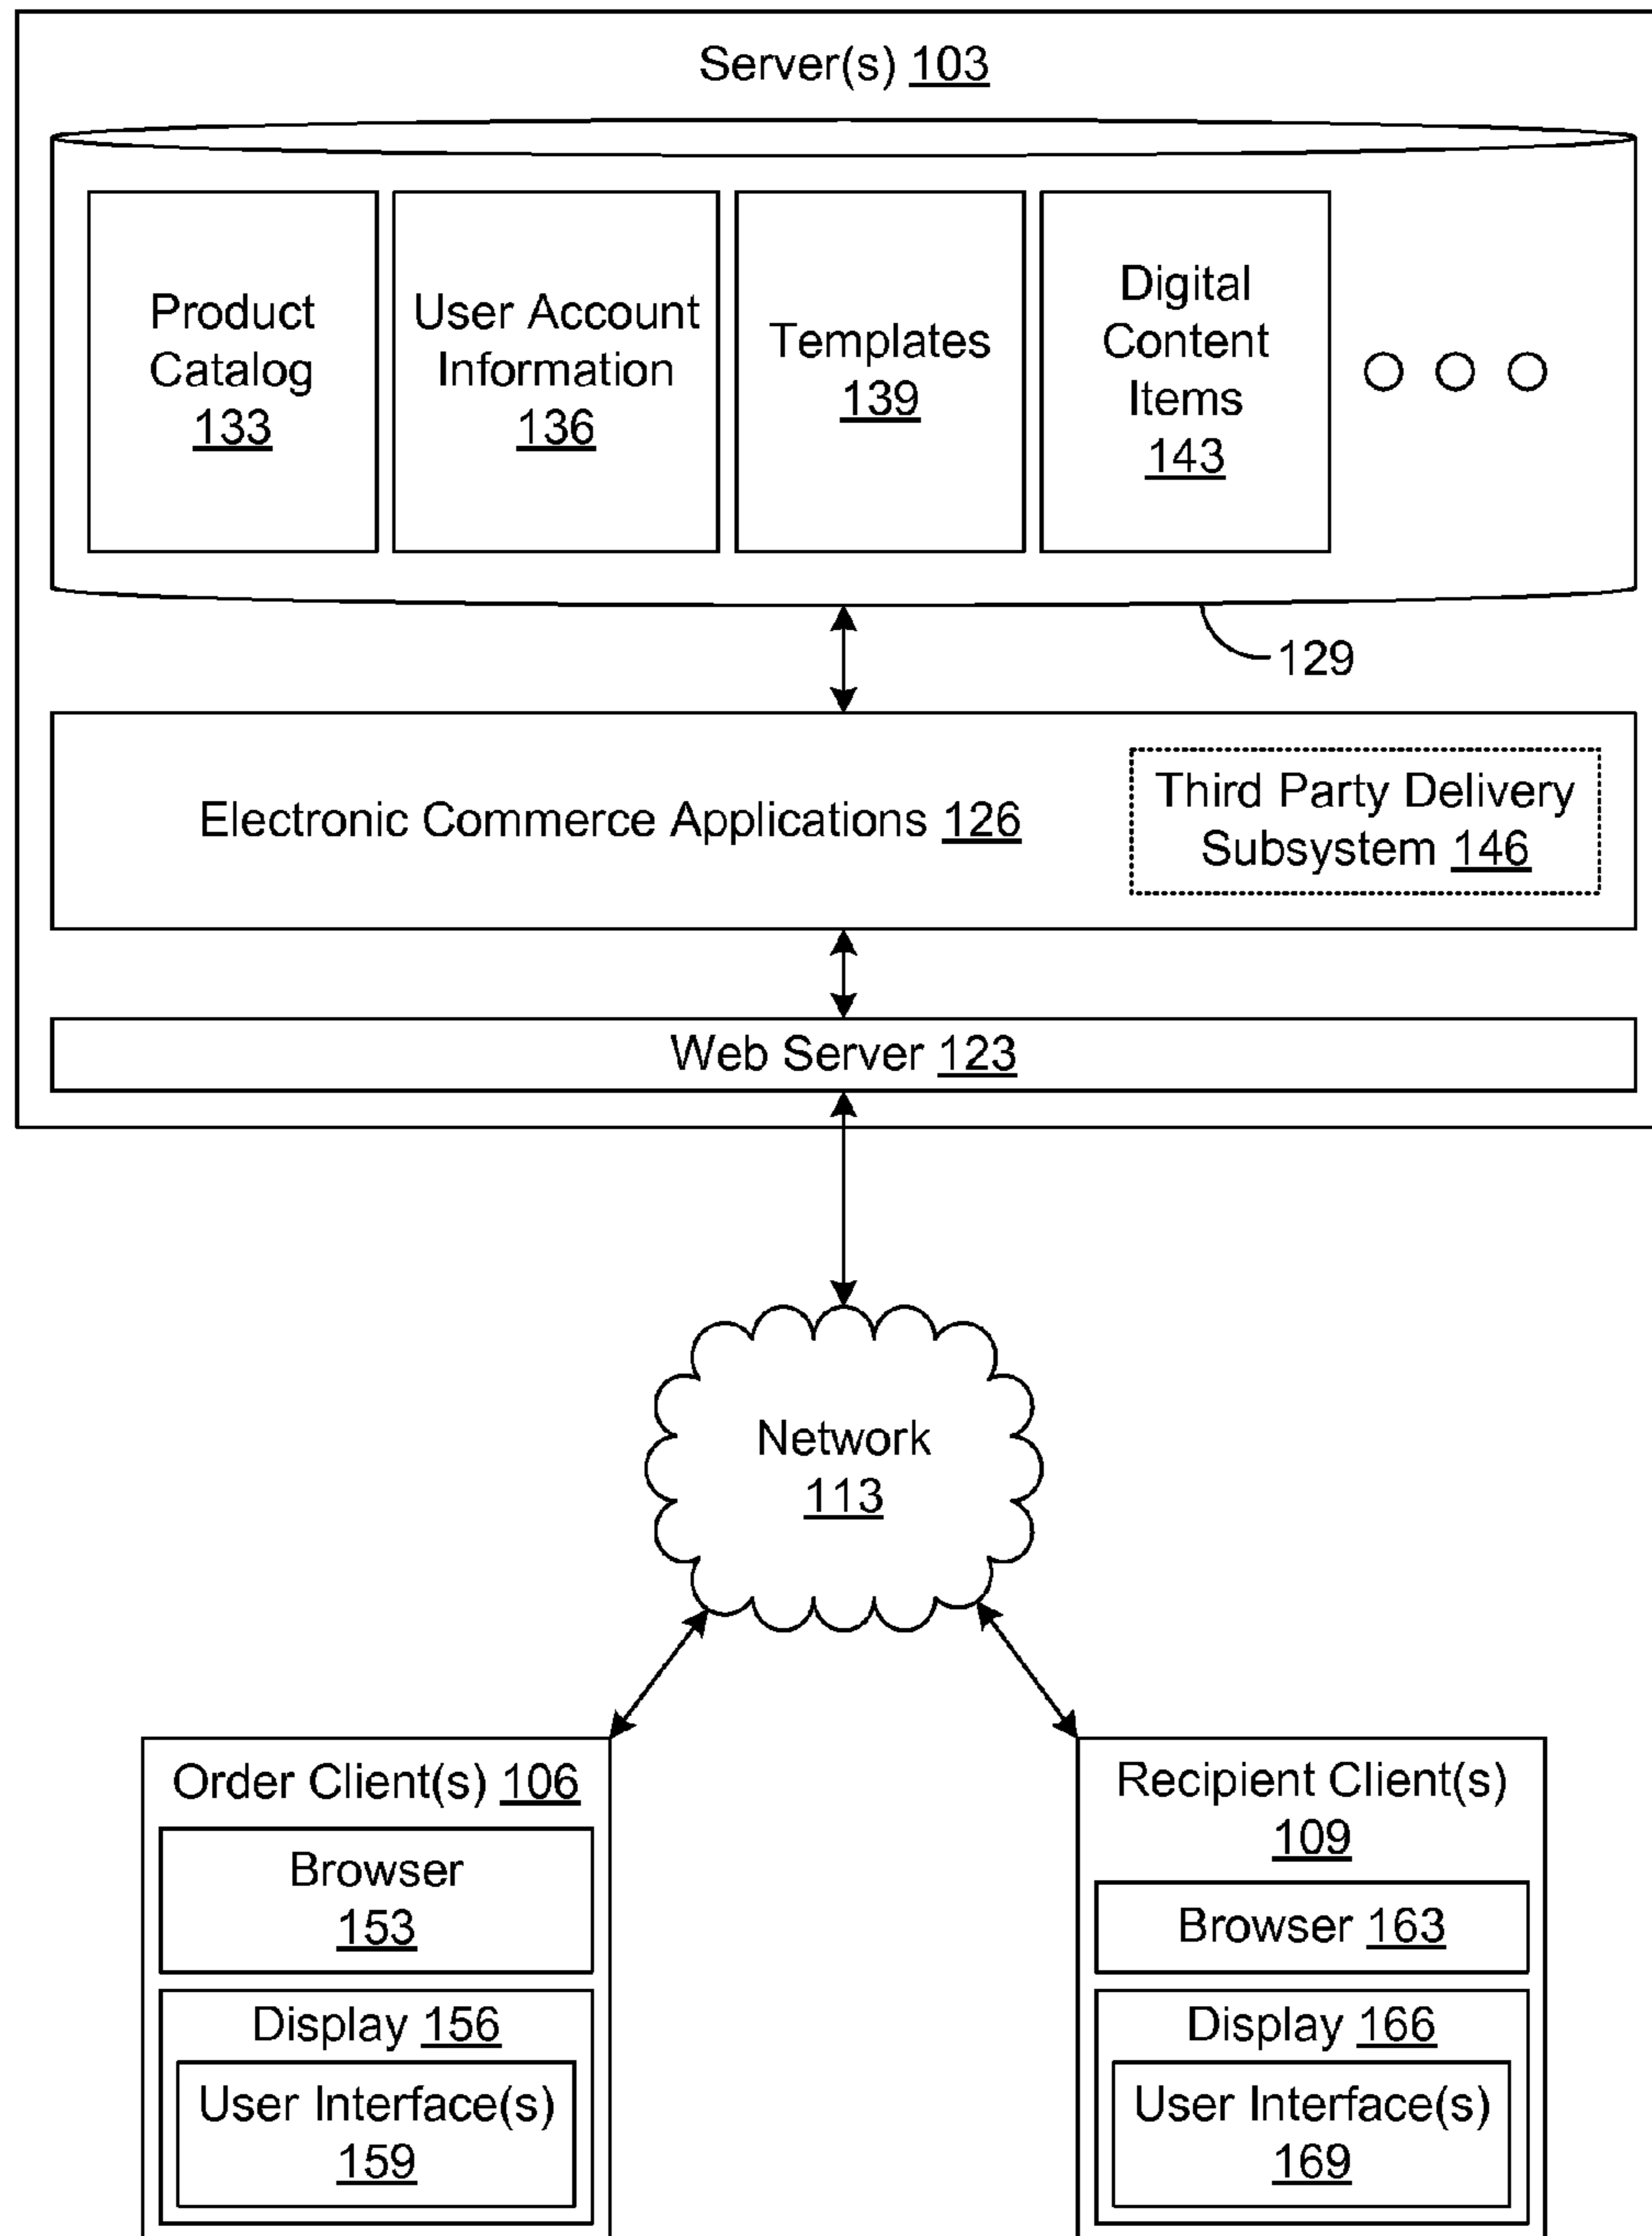 Server(s) 103
Product
Catalog
133
User Account
Information
136
Templates
139
Digital
Content
Items
143
129
Electronic Commerce Applications 126
Third Party Delivery
Subsystem 146
Web Server 123
Network
113
Order Client(s) 106
Browser
153
Display 156
User Interface(s)
159
Recipient Client(s)
109
Browser 163
Display 166
User Interface(s)
169